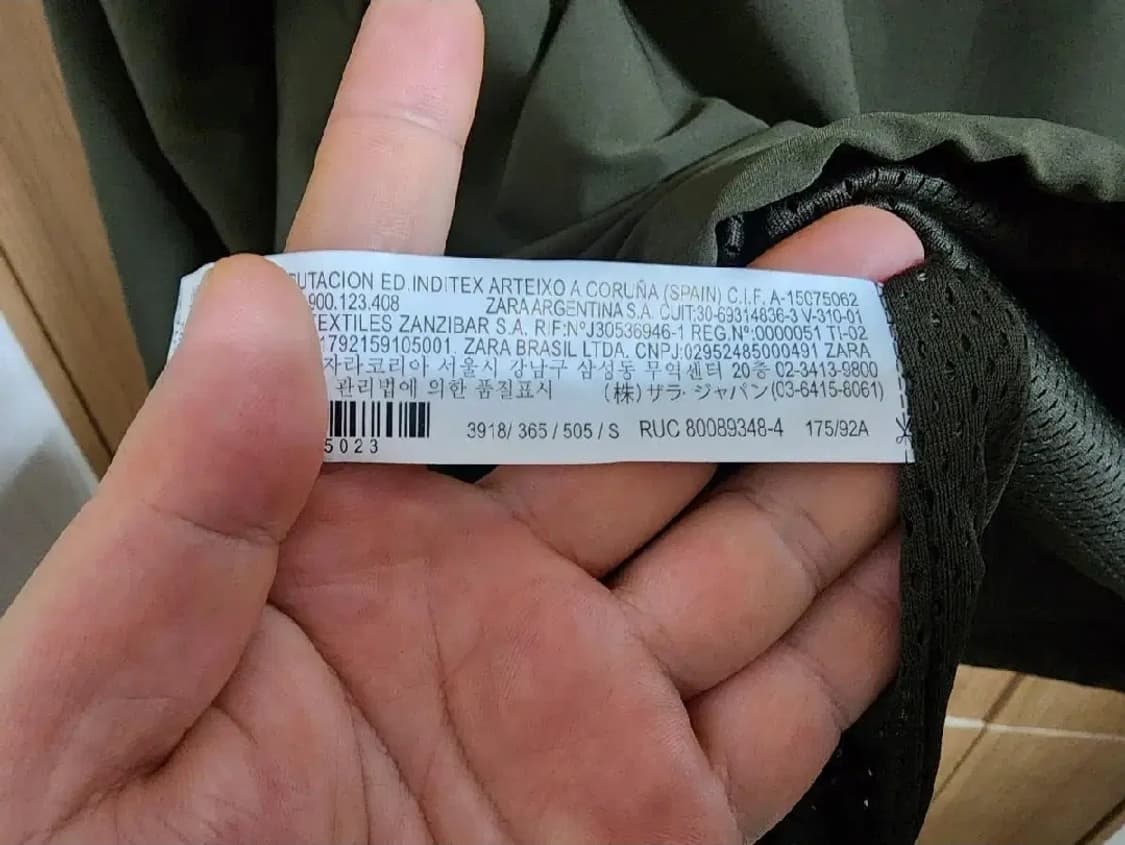 UTACION ED.INDITEX ARTEIXO A CORUÑA (SPAIN) C.I.F. A-15075062
900.123.408 ZARA ARGENTINA S.A. CUIT:30-69314836-3 V-310-01
EXTILES ZANZIBAR S.A. RIF:NºJ30536946-1 REG.Nº:0000051 TI-02
1792159105001 ZARA BRASIL LTDA. CNPJ:02952485000491 ZARA
자라코리아 서울시 강남구 삼성동 무역센터 20층 02-3413-9800
관리법에 의한 품질표시 (株)ザラ・ジャパン(03-6415-8061)
5023 3918/ 365 / 505 / S RUC 80089348-4 175/92A